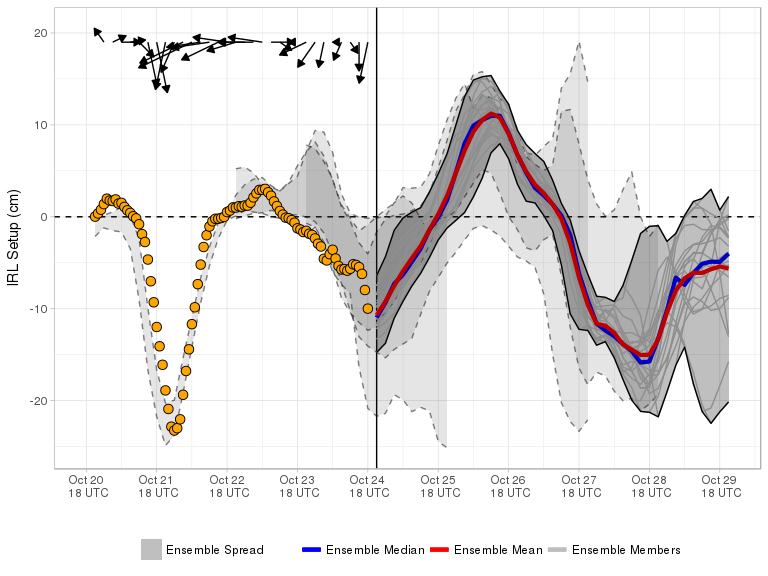 IRL Setup (cm)
20
10
0
-10
-20
Oct 20 Oct 21 Oct 22 Oct 23 Oct 24 Oct 25 Oct 26 Oct 27 Oct 28 Oct 29
18 UTC 18 UTC 18 UTC 18 UTC 18 UTC 18 UTC 18 UTC 18 UTC 18 UTC 18 UTC
Ensemble Spread Ensemble Median Ensemble Mean Ensemble Members